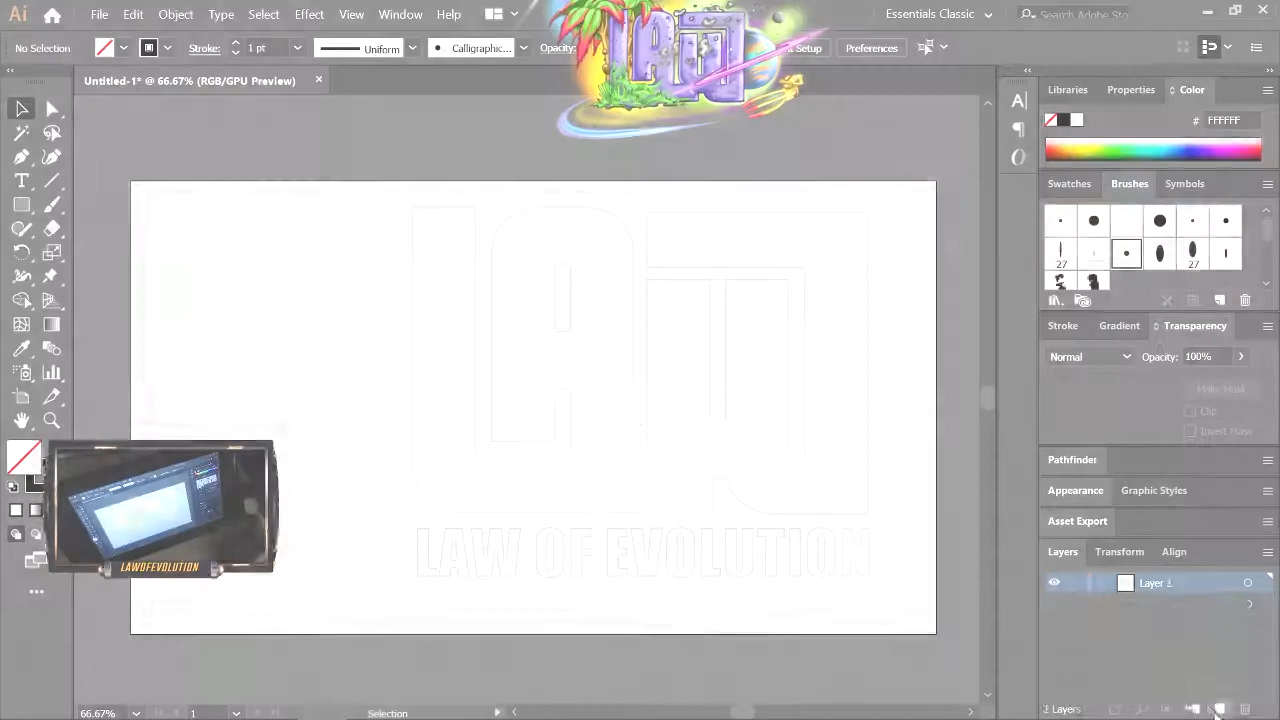 Ai File Edit Object Type Select Effect View Window Help Essentials Classic Search Adobe Sto
No Selection Stroke: 1 pt Uniform Calligraphic... Opacity: Setup Preferences
Untitled-1* @ 66.67% (RGB/GPU Preview)
Libraries Properties Color
# FFFFFF
Swatches Brushes Symbols
27 27
Stroke Gradient Transparency
Normal Opacity: 100%
Make Mask
Clip
Invert Mask
Pathfinder
Appearance Graphic Styles
Asset Export
Layers Transform Align
Layer 1
LAW OF EVOLUTION
LAWOFEVOLUTION
66.67% 1 Selection
Layers